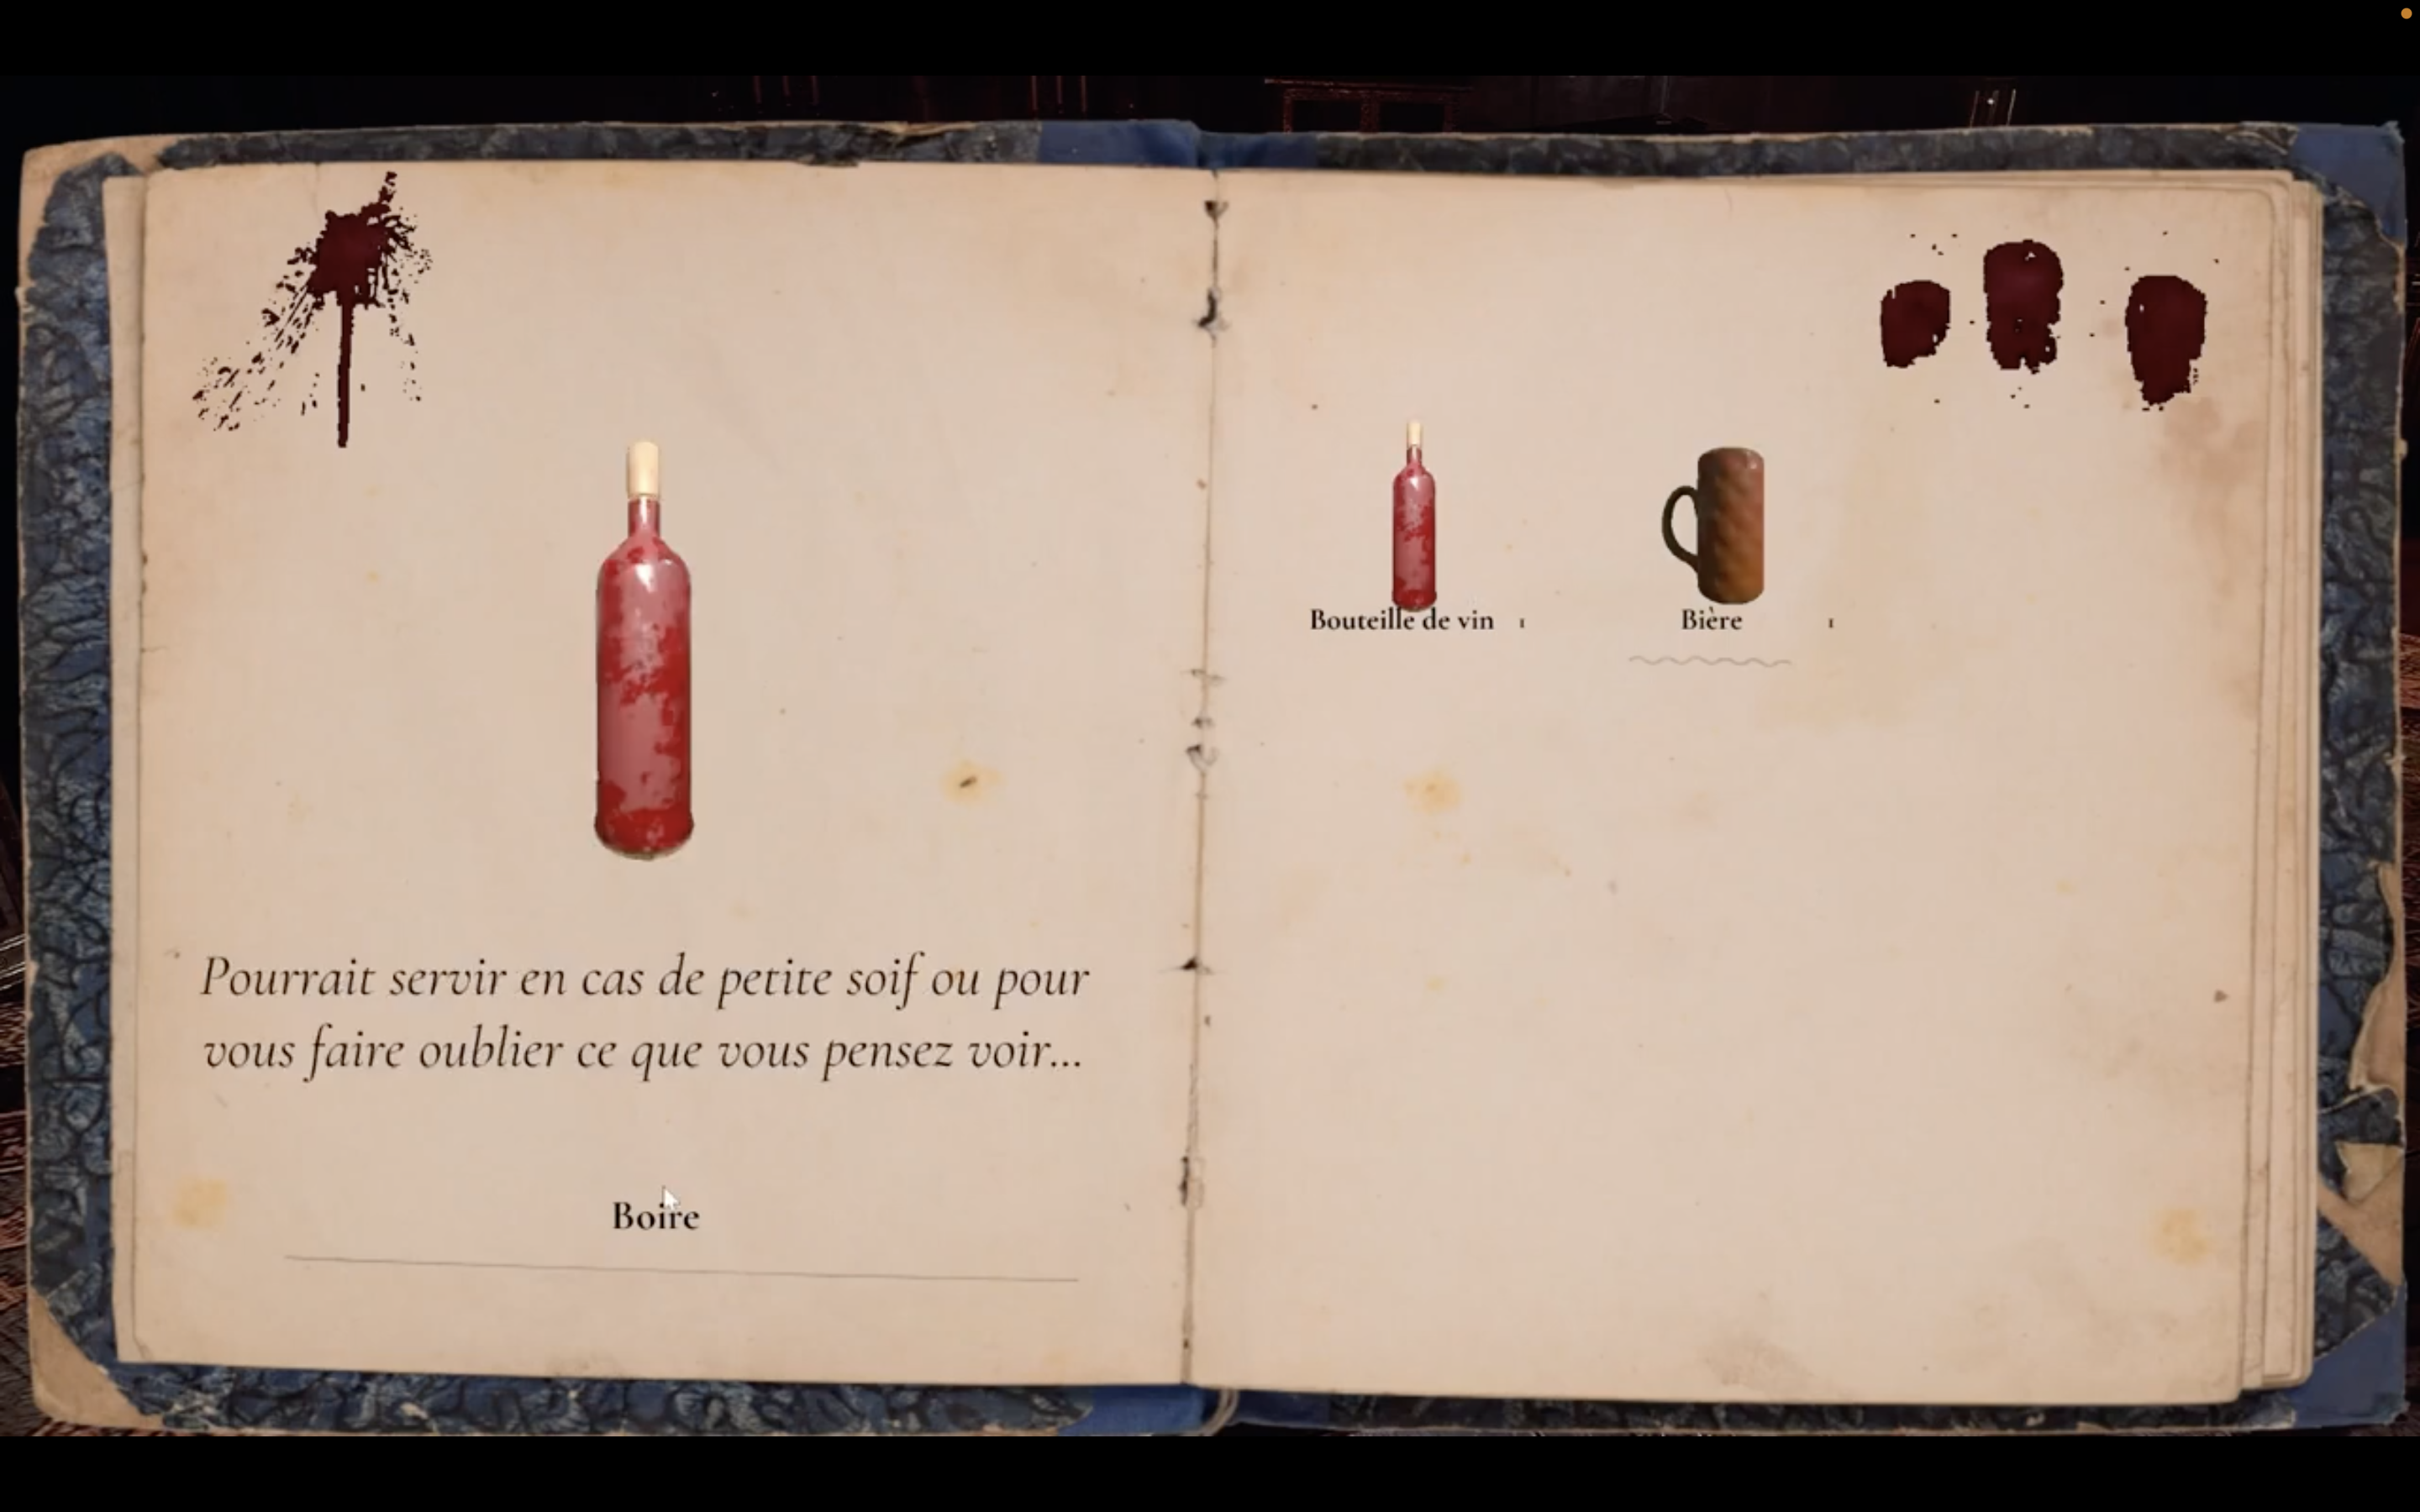 Pourrait servir en cas de petite soif ou pour
vous faire oublier ce que vous pensez voir...
Boire
Bouteille de vin 1
Bière 1